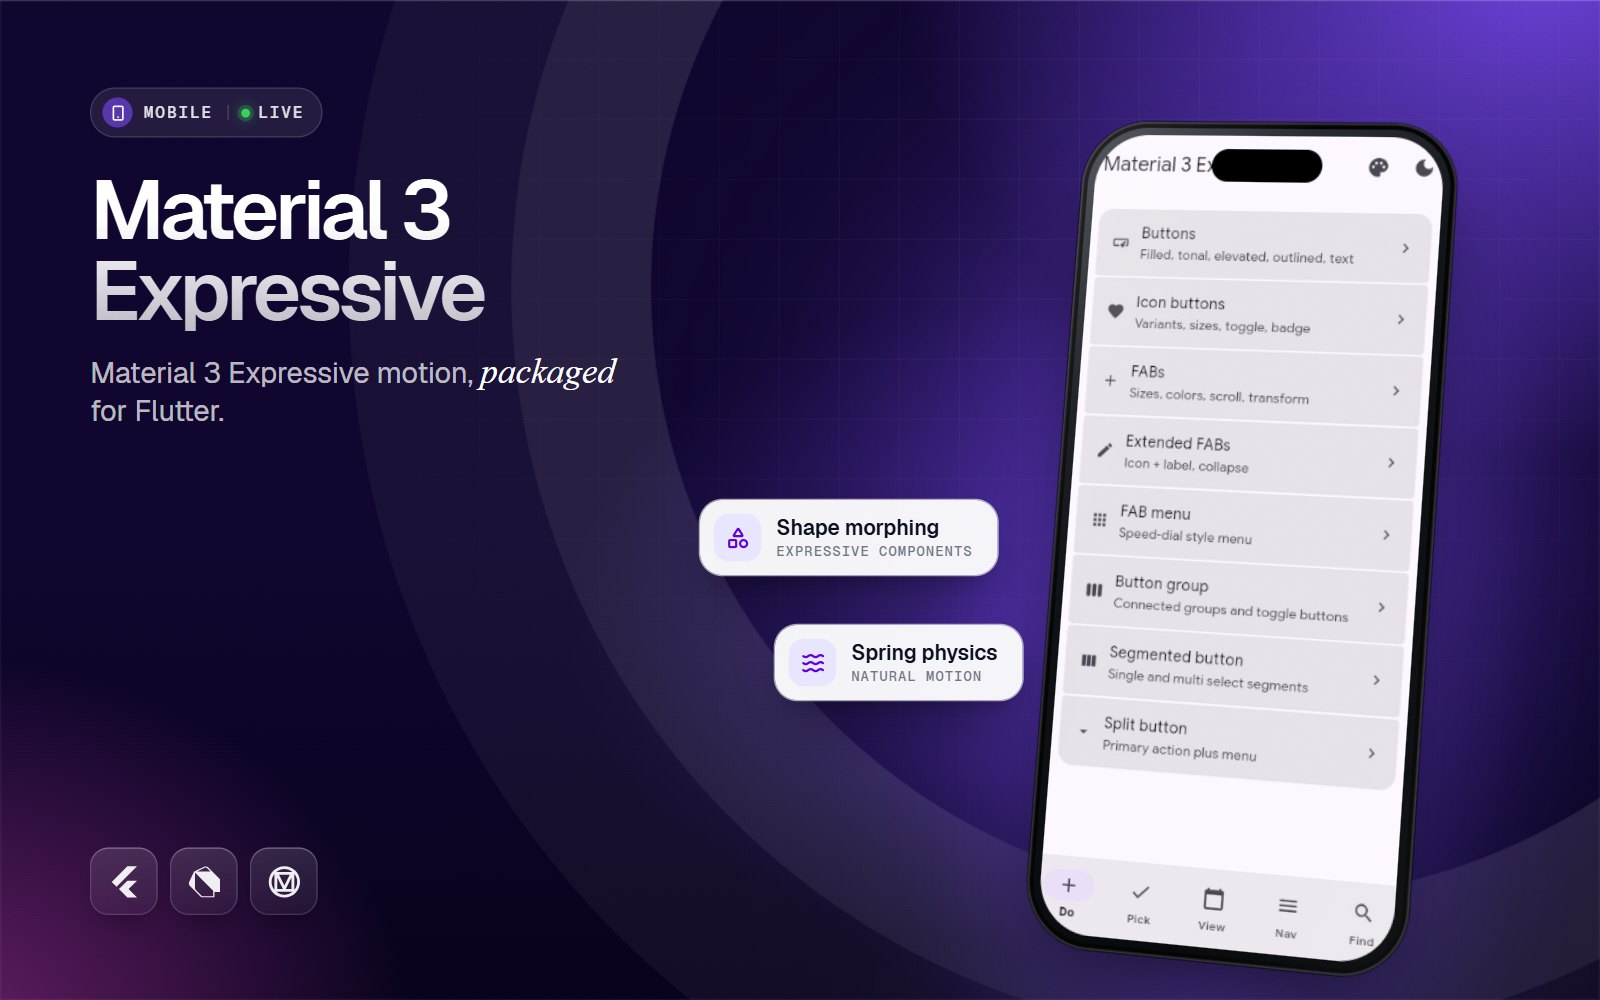 MOBILE | LIVE
Material 3
Expressive
Material 3 Expressive motion, packaged
for Flutter.
Shape morphing
EXPRESSIVE COMPONENTS
Spring physics
NATURAL MOTION
Material 3 Ex
Buttons
Filled, tonal, elevated, outlined, text
Icon buttons
Variants, sizes, toggle, badge
FABs
Sizes, colors, scroll, transform
Extended FABs
Icon + label, collapse
FAB menu
Speed-dial style menu
Button group
Connected groups and toggle buttons
Segmented button
Single and multi select segments
Split button
Primary action plus menu
Do
Pick
View
Nav
Find